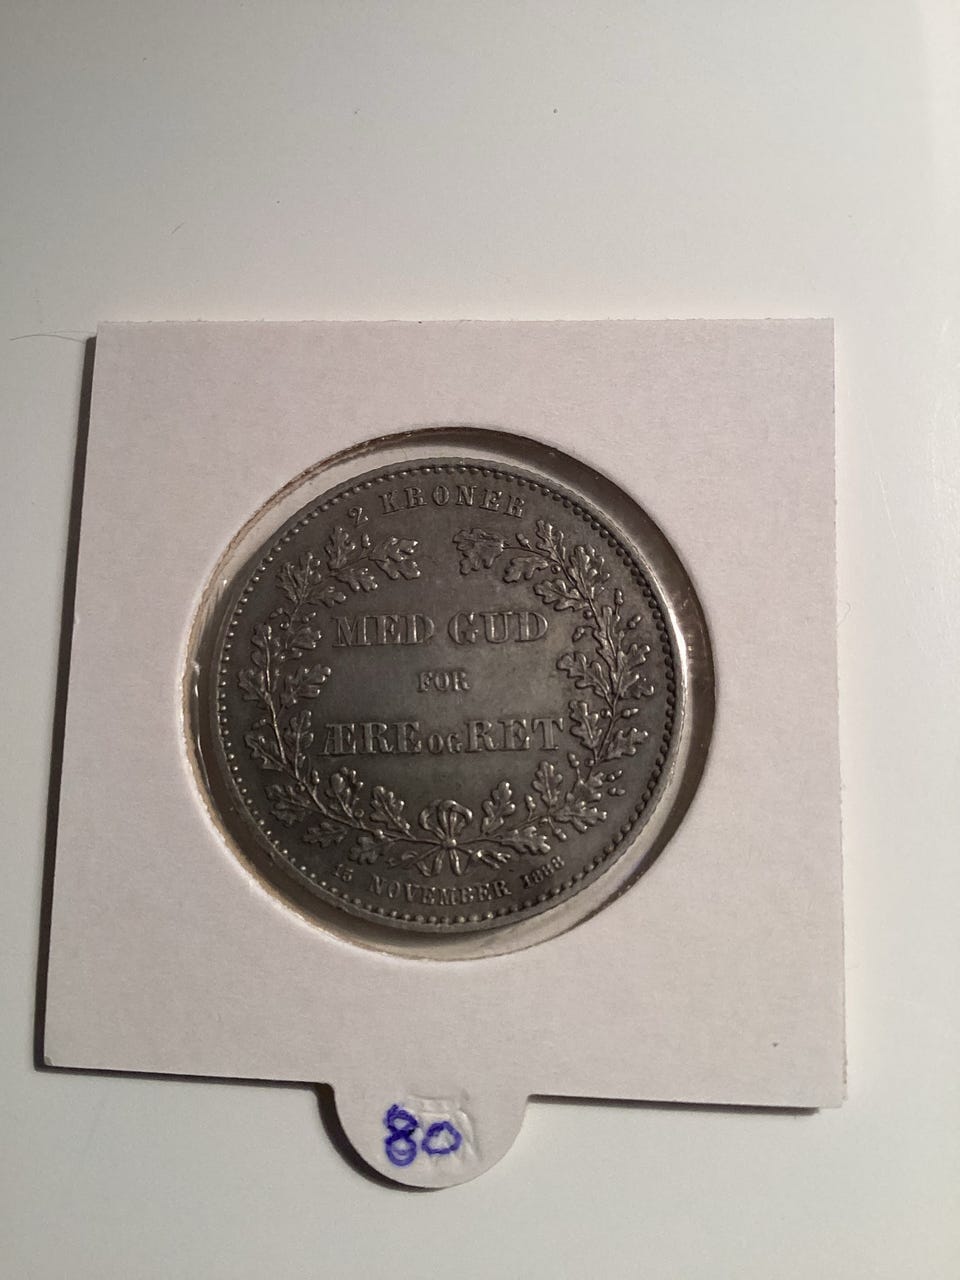 2 KRONER
MED GUD
FOR
ÆRE OG RET
15 NOVEMBER 1888
80